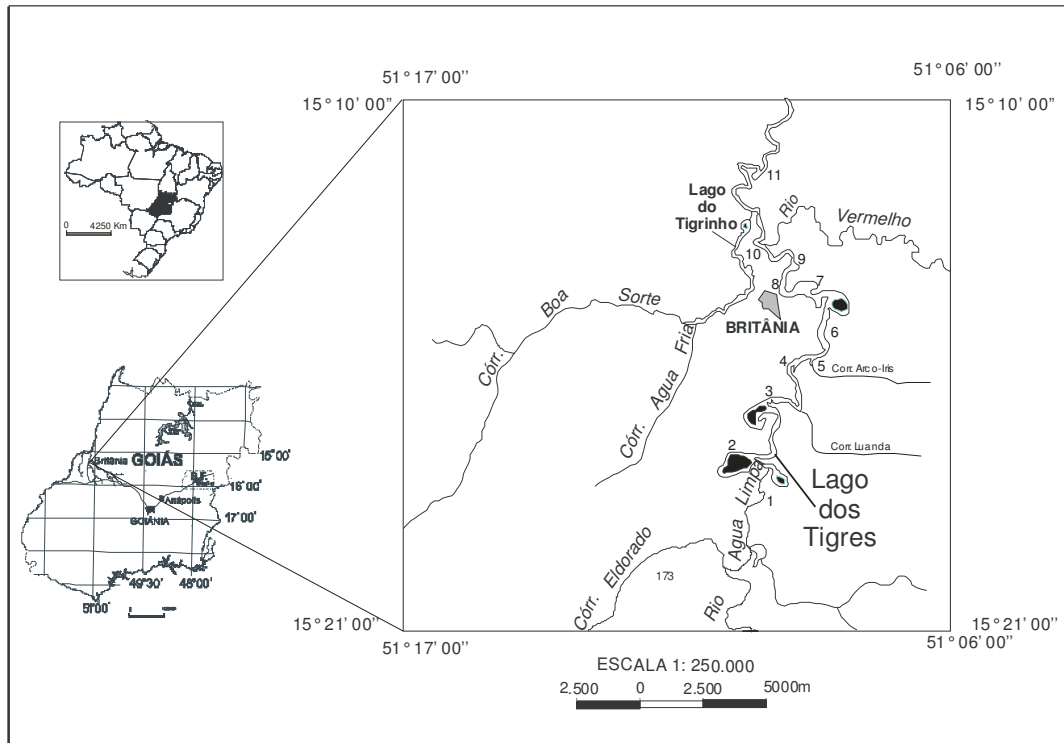 51°17'00''
51°06'00''
15°10'00''
15°10'00''
0 4250 Km
11
Lago
do
Tigrinho
Rio
Vermelho
10
9
8
7
BRITÂNIA
Córr. Boa Sorte
Córr. Agua Fria
6
5
4
Corr. Arco-Iris
3
Corr. Luanda
2
1
Lago
dos
Tigres
Rio Agua Limpa
Córr. Eldorado
173
Britânia
GOIÁS
15°00'
D.F.
16°00'
Anápolis
GOIÂNIA
17°00'
49°30'
48°00'
51°00'
15°21'00''
15°21'00''
51°17'00''
51°06'00''
ESCALA 1: 250.000
2.500 0 2.500 5000m